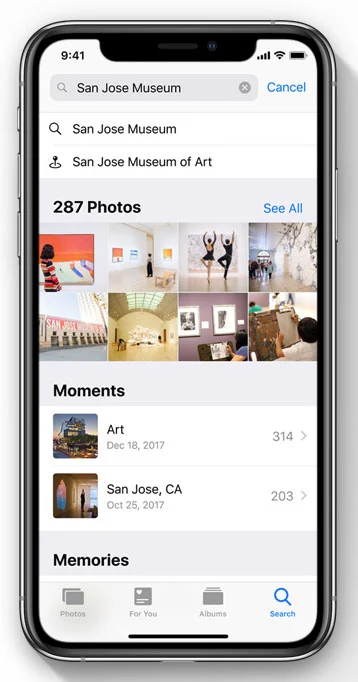 9:41
San Jose Museum
Cancel
San Jose Museum
San Jose Museum of Art
287 Photos
See All
SAN JOSE MUSEUM
Moments
Art
314
Dec 18, 2017
San Jose, CA
203
Oct 25, 2017
Memories
Photos
For You
Albums
Search